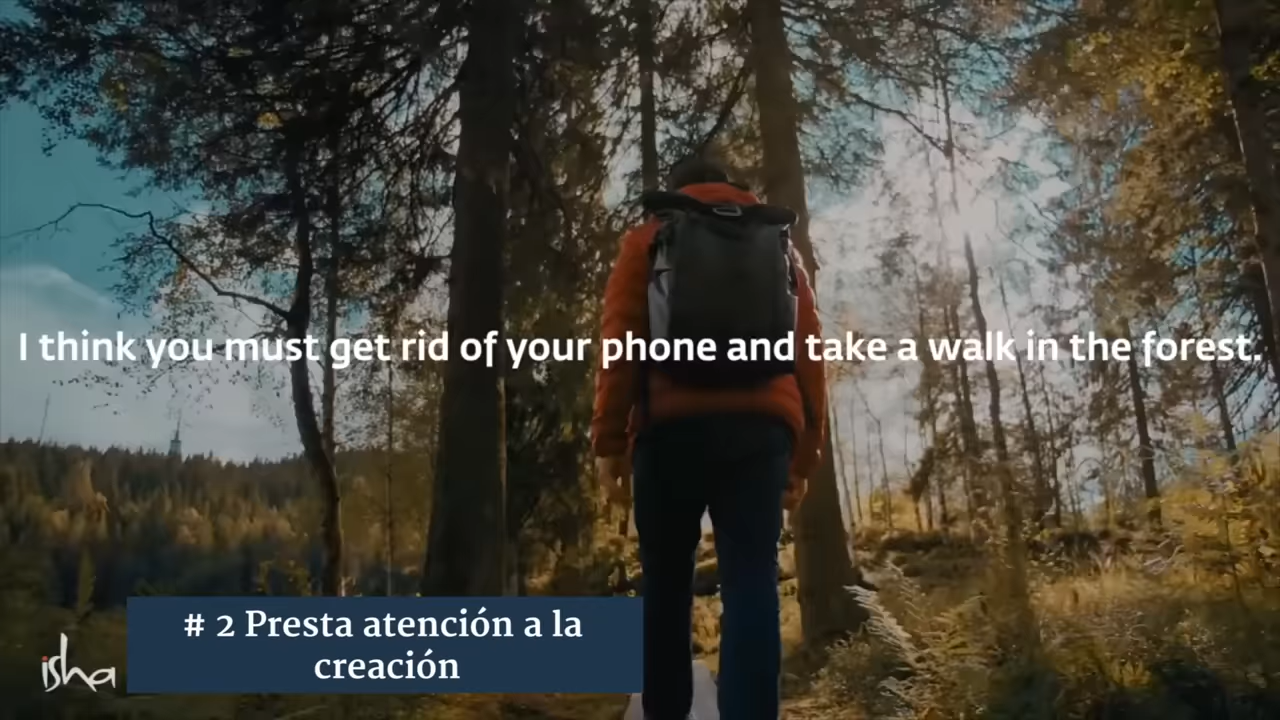 I think you must get rid of your phone and take a walk in the forest.
# 2 Presta atención a la
creación
isha